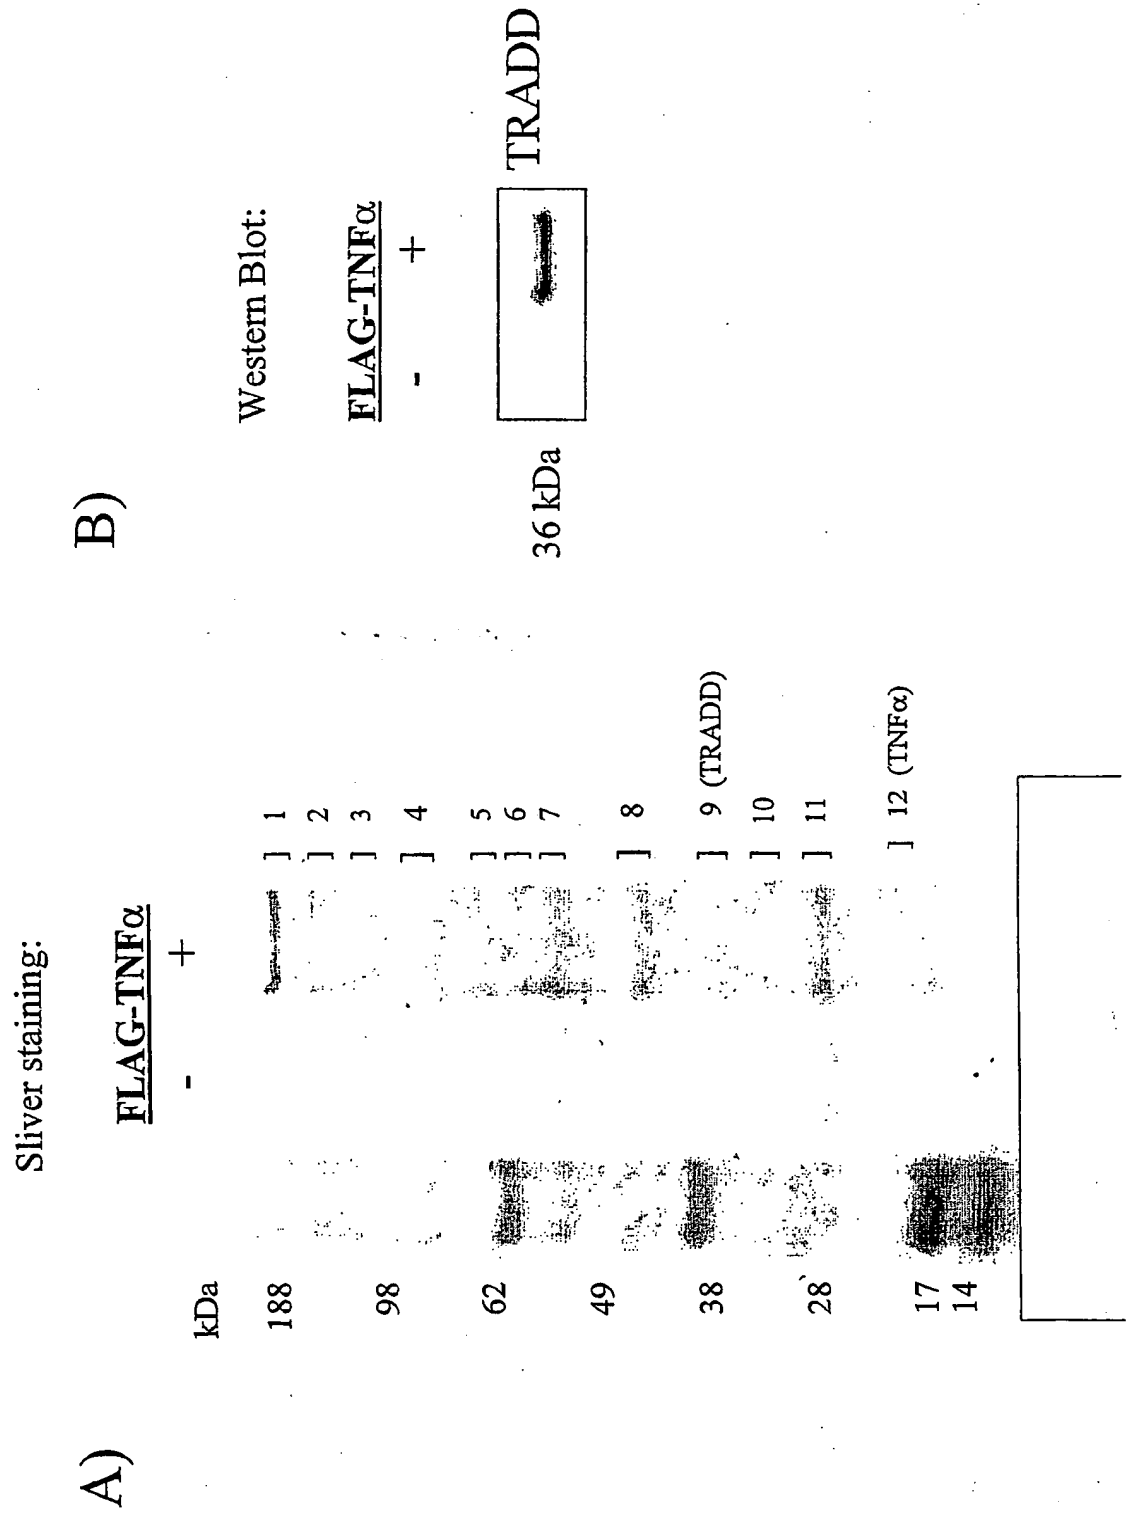 A)
Sliver staining:
FLAG-TNFα
- +
kDa
188
98
62
49
38
28
17
14
] 1
] 2
] 3
] 4
] 5
] 6
] 7
] 8
] 9 (TRADD)
] 10
] 11
] 12 (TNFα)
B)
Western Blot:
FLAG-TNFα
- +
36 kDa
TRADD